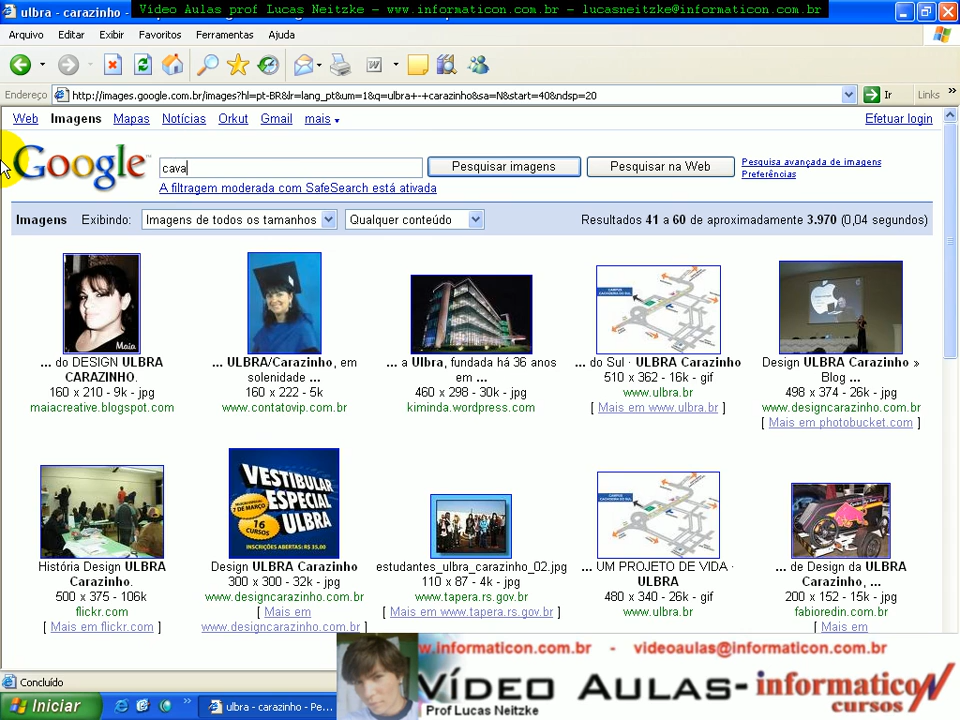 ulbra - carazinho -
Vídeo Aulas prof Lucas Neitzke – www.informaticon.com.br – lucasneitzke@informaticon.com.br
Arquivo Editar Exibir Favoritos Ferramentas Ajuda
Endereço http://images.google.com.br/images?hl=pt-BR&lr=lang_pt&um=1&q=ulbra+-+carazinho&sa=N&start=40&ndsp=20 Ir Links »
Web Imagens Mapas Notícias Orkut Gmail mais Efetuar login
Google cava Pesquisar imagens Pesquisar na Web Pesquisa avançada de imagens
Preferências
A filtragem moderada com SafeSearch está ativada
Imagens Exibindo: Imagens de todos os tamanhos Qualquer conteúdo Resultados 41 a 60 de aproximadamente 3.970 (0,04 segundos)
Maia
... do DESIGN ULBRA
CARAZINHO.
160 x 210 - 9k - jpg
maiacreative.blogspot.com
... ULBRA/Carazinho, em
solenidade ...
160 x 222 - 5k
www.contatovip.com.br
... a Ulbra, fundada há 36 anos
em ...
460 x 298 - 30k - jpg
kiminda.wordpress.com
... do Sul · ULBRA Carazinho
510 x 362 - 16k - gif
www.ulbra.br
[ Mais em www.ulbra.br ]
Design ULBRA Carazinho »
Blog ...
498 x 374 - 26k - jpg
www.designcarazinho.com.br
[ Mais em photobucket.com ]
História Design ULBRA
Carazinho.
500 x 375 - 106k
flickr.com
[ Mais em flickr.com ]
VESTIBULAR
ESPECIAL
ULBRA
7 DE MARÇO
16
CURSOS
INSCRIÇÕES ABERTAS: R$ 35,00
Design ULBRA Carazinho
300 x 300 - 32k - jpg
www.designcarazinho.com.br
[ Mais em
www.designcarazinho.com.br ]
estudantes_ulbra_carazinho_02.jpg
110 x 87 - 4k - jpg
www.tapera.rs.gov.br
[ Mais em www.tapera.rs.gov.br ]
... UM PROJETO DE VIDA ·
ULBRA
480 x 340 - 26k - gif
www.ulbra.br
... de Design da ULBRA
Carazinho, ...
200 x 152 - 15k - jpg
fabioredin.com.br
[ Mais em
w.informaticon.com.br - videoaulas@informaticon.com.br
VÍDEO AULAS- informaticon
cursos
Prof Lucas Neitzke
Concluído
Iniciar » ulbra - carazinho - Pe...